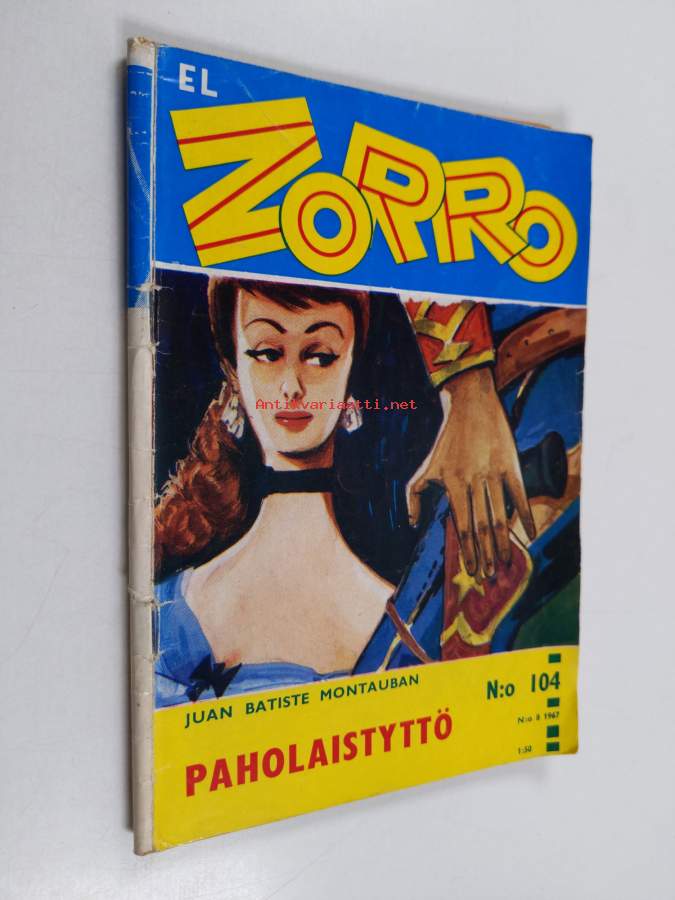 EL
ZORRO
Antikvariaatti.net
JUAN BATISTE MONTAUBAN
N:o 104
N:o 8 1967
PAHOLAISTYTTÖ
1:50